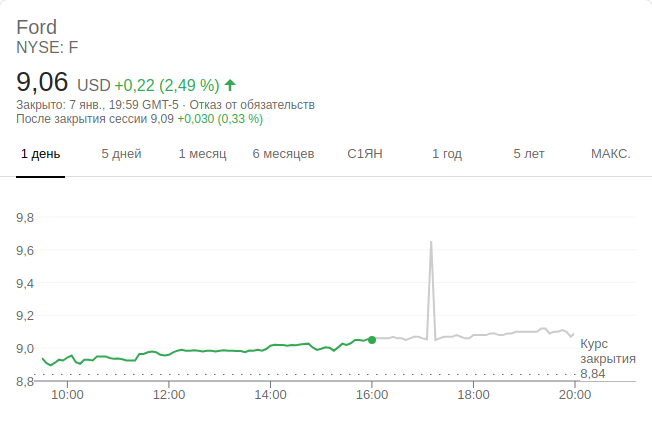 Ford
NYSE: F
9,06 USD +0,22 (2,49 %)
Закрыто: 7 янв., 19:59 GMT-5 · Отказ от обязательств
После закрытия сессии 9,09 +0,030 (0,33 %)
1 день 5 дней 1 месяц 6 месяцев С1ЯН 1 год 5 лет МАКС.
9,8
9,6
9,4
9,2
9,0
Курс
закрытия
8,84
8,8
10:00 12:00 14:00 16:00 18:00 20:00